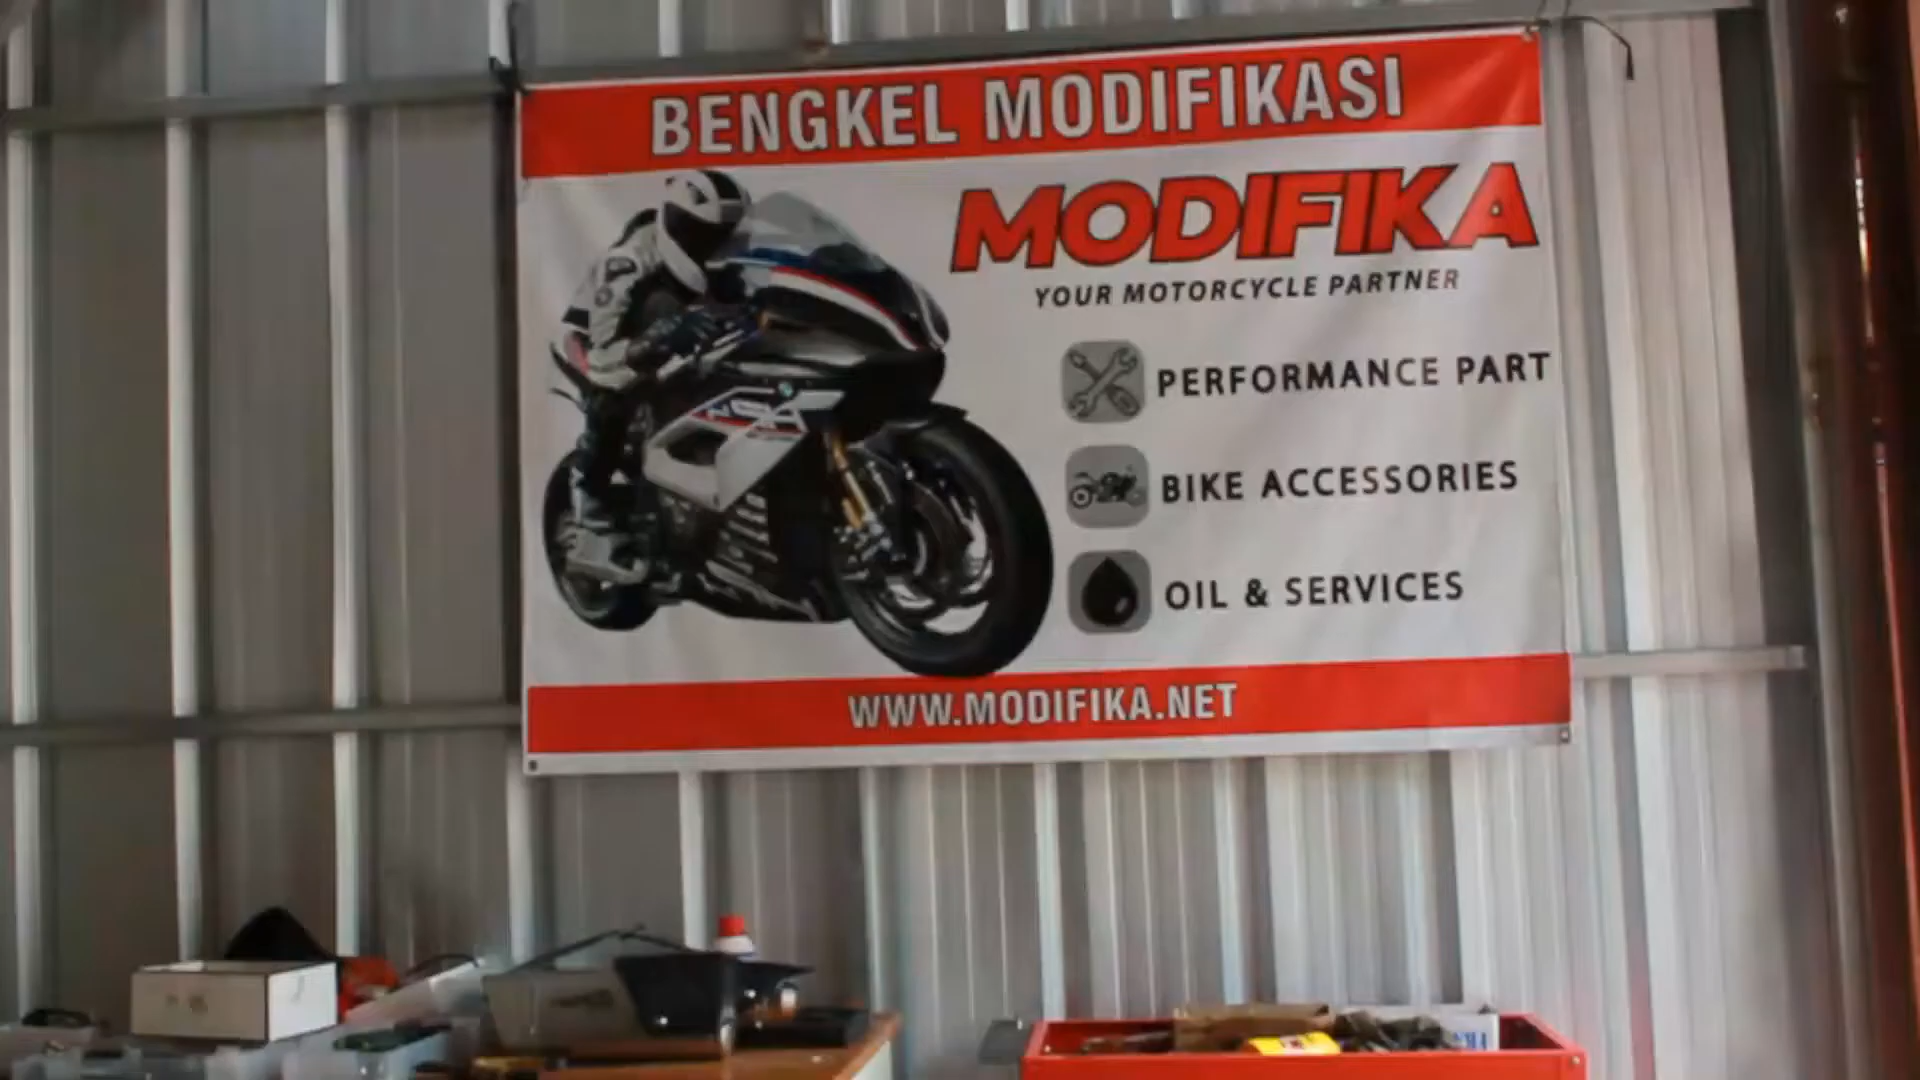 BENGKEL MODIFIKASI
MODIFIKA
YOUR MOTORCYCLE PARTNER
PERFORMANCE PART
BIKE ACCESSORIES
OIL & SERVICES
WWW.MODIFIKA.NET